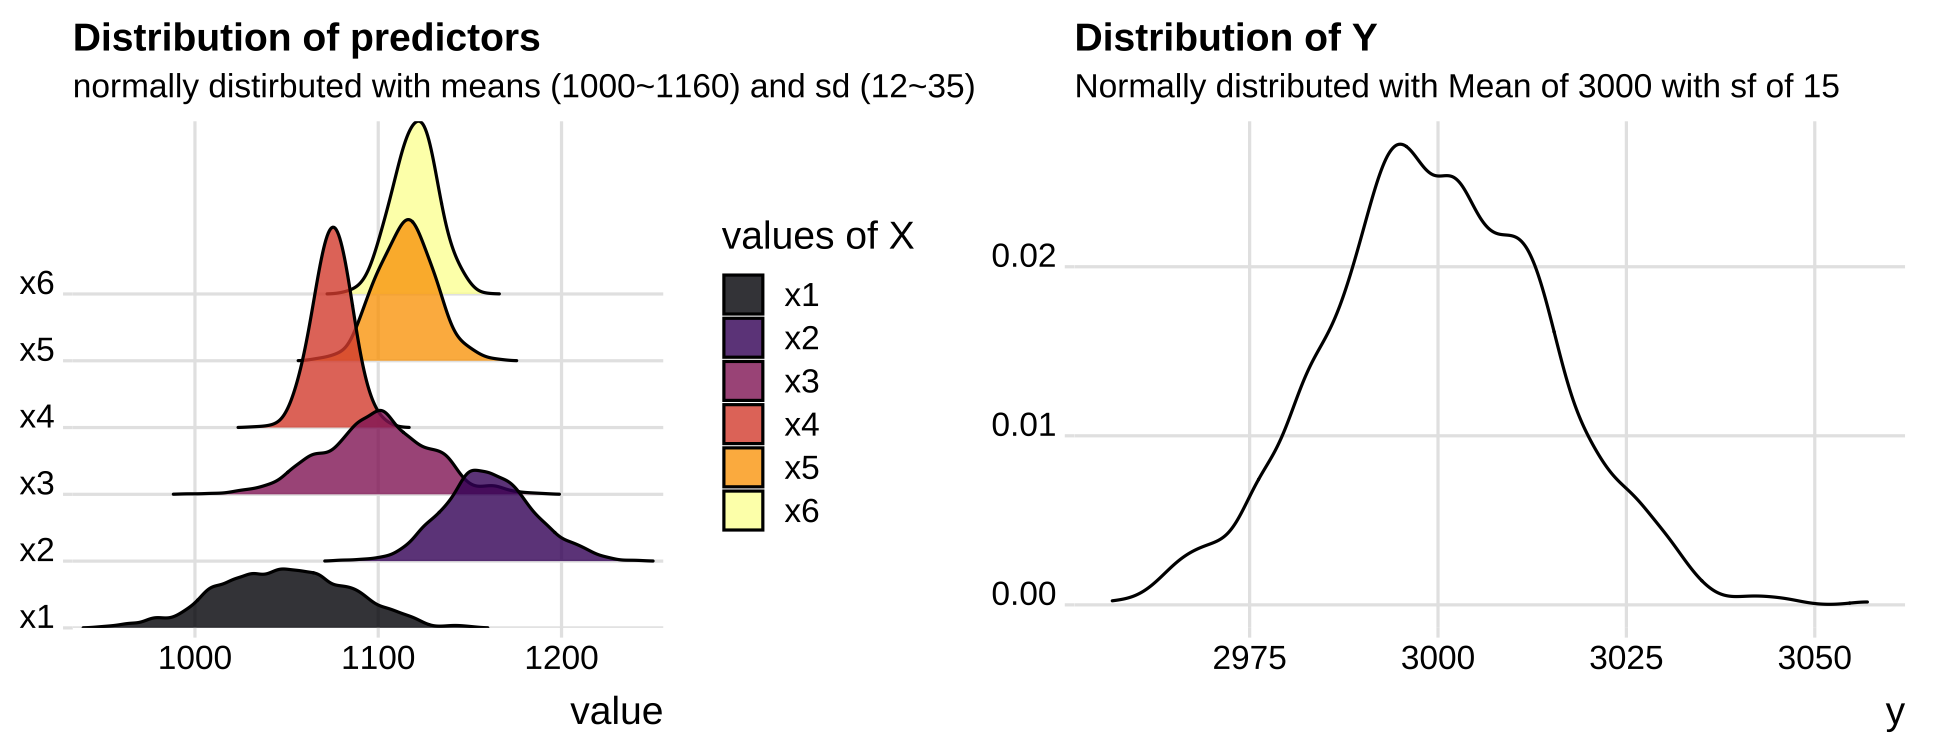 Distribution of predictors
normally distirbuted with means (1000~1160) and sd (12~35)
x6
x5
x4
x3
x2
x1
1000 1100 1200
value
values of X
x1
x2
x3
x4
x5
x6
Distribution of Y
Normally distributed with Mean of 3000 with sf of 15
0.02
0.01
0.00
2975 3000 3025 3050
y